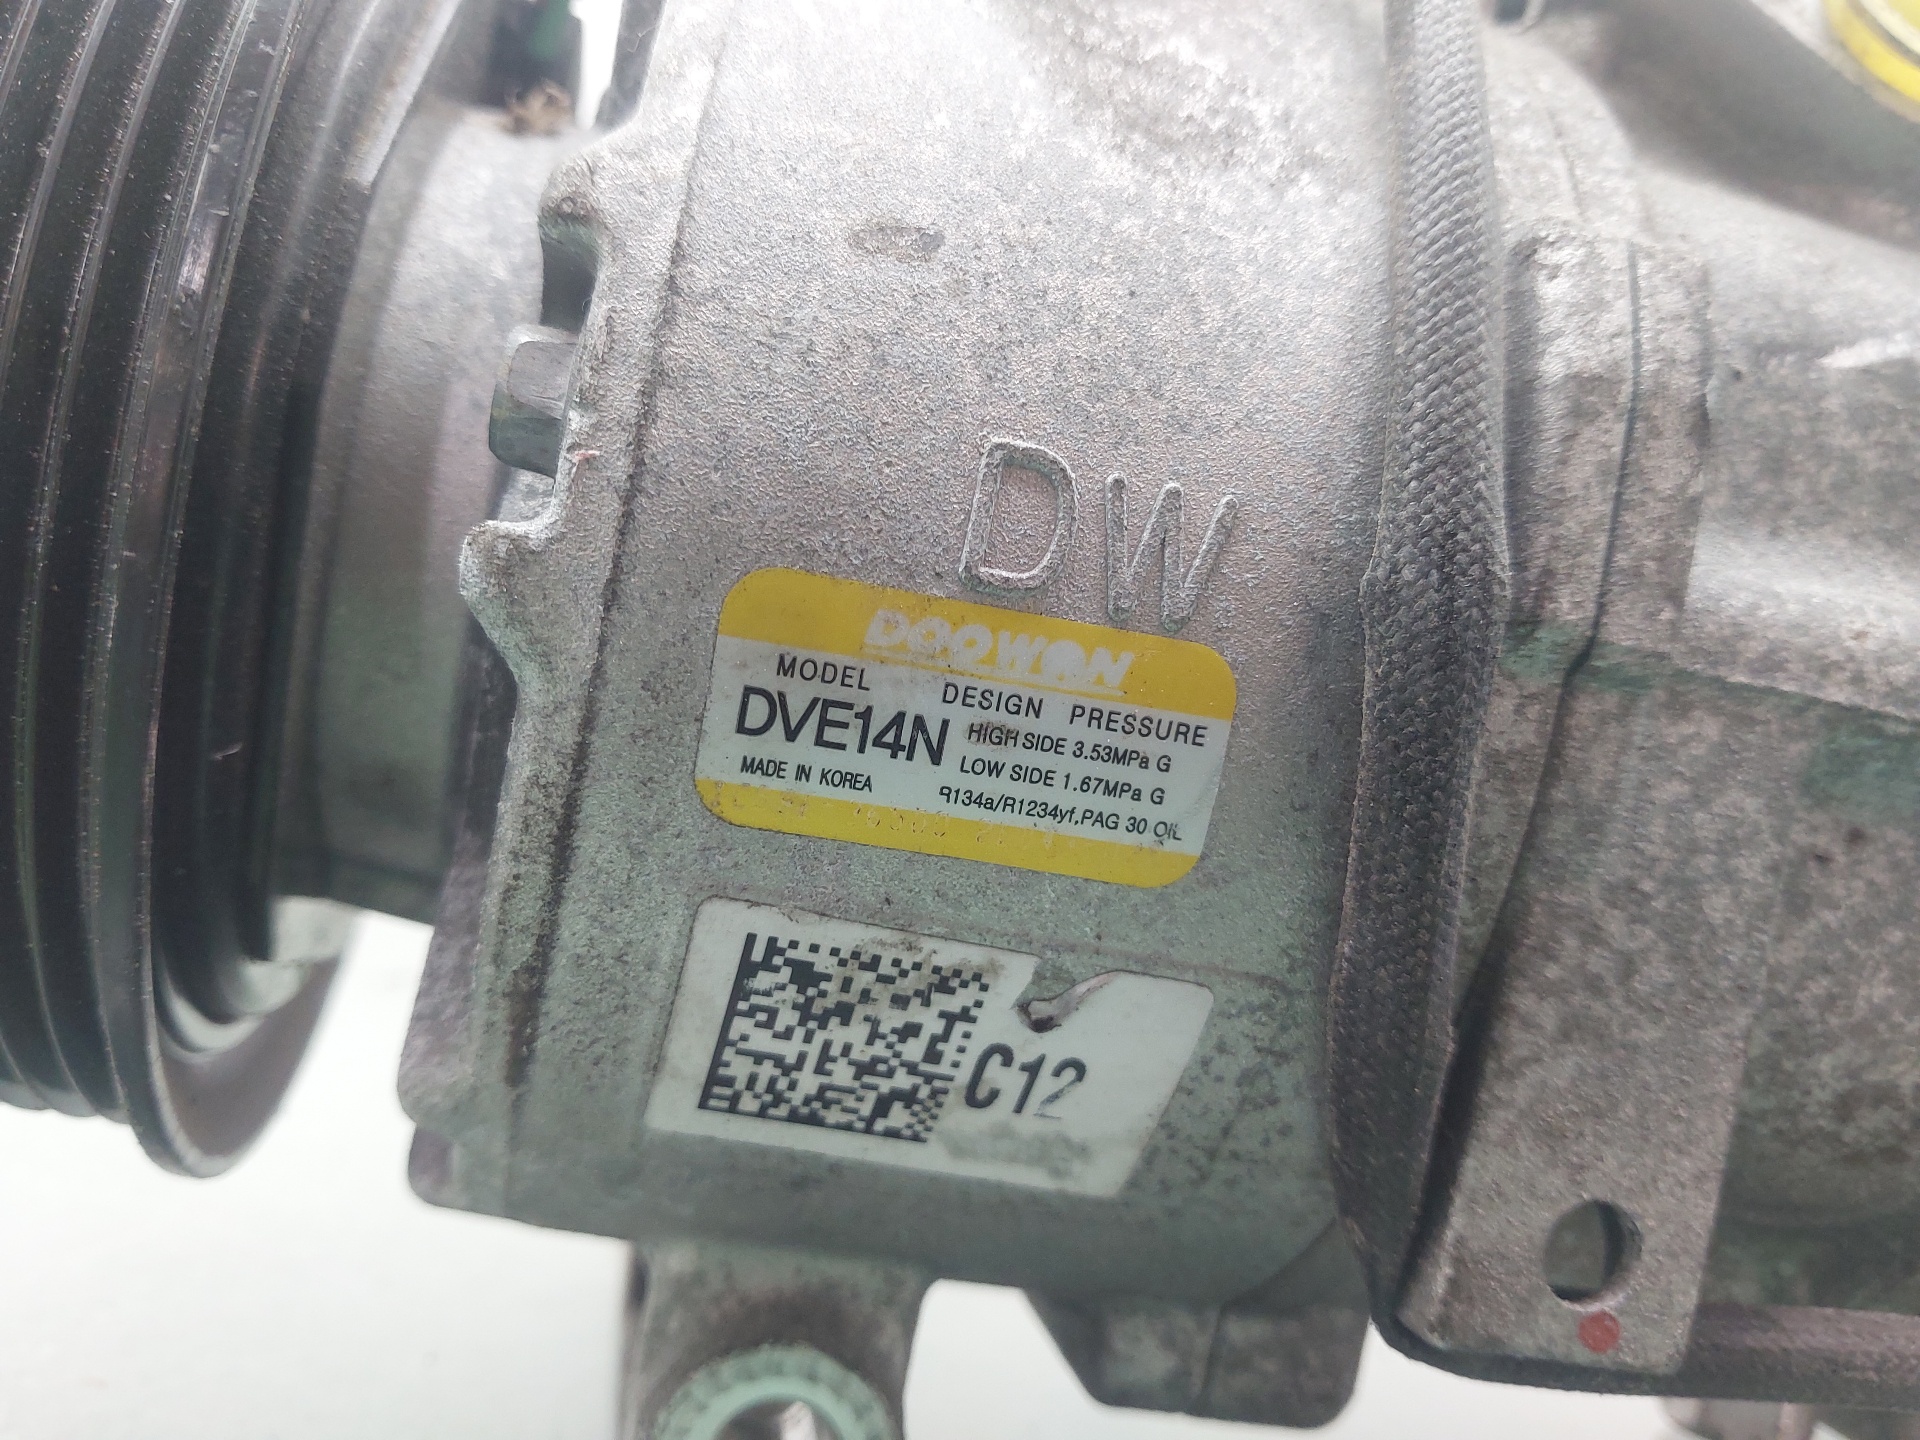 DW
DOOWON
MODEL DESIGN PRESSURE
DVE14N HIGH SIDE 3.53MPa G
LOW SIDE 1.67MPa G
MADE IN KOREA R134a/R1234yf,PAG 30 OIL
C12